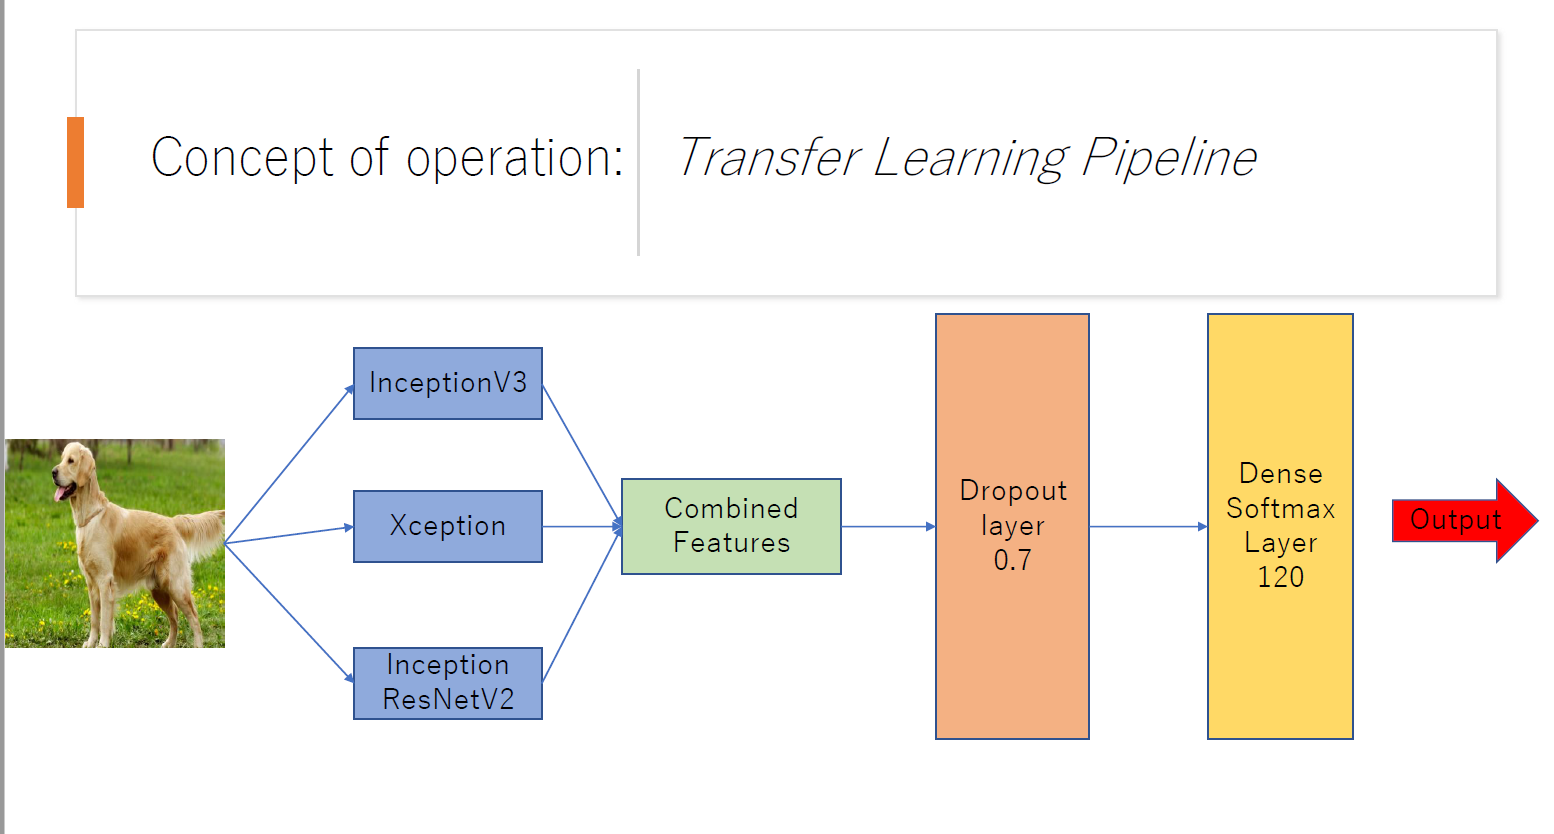 Concept of operation:
Transfer Learning Pipeline
InceptionV3
Xception
Inception
ResNetV2
Combined
Features
Dropout
layer
0.7
Dense
Softmax
Layer
120
Output